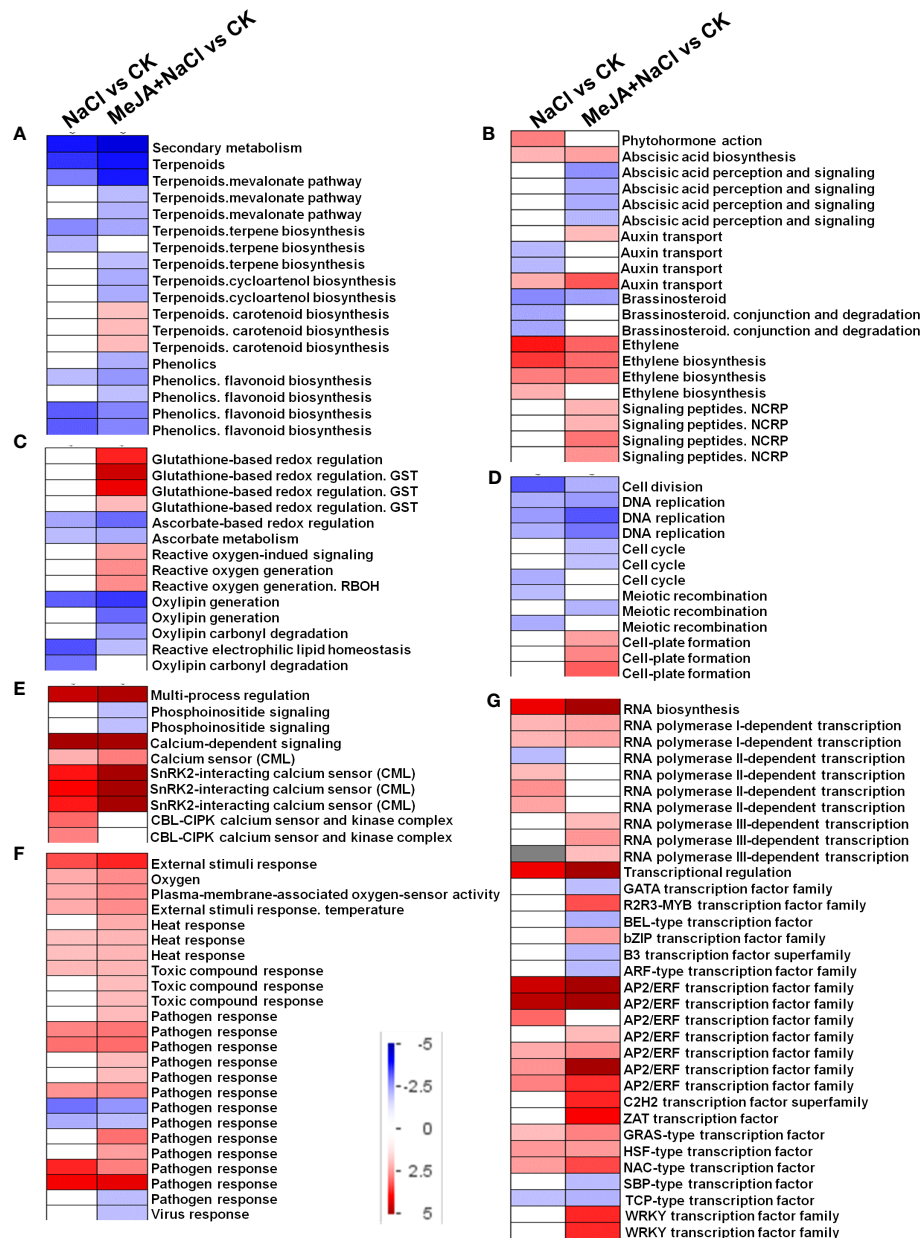 NaCl vs CK
MeJA+NaCl vs CK
A
Secondary metabolism
Terpenoids
Terpenoids.mevalonate pathway
Terpenoids.mevalonate pathway
Terpenoids.mevalonate pathway
Terpenoids.terpene biosynthesis
Terpenoids.terpene biosynthesis
Terpenoids.terpene biosynthesis
Terpenoids.cycloartenol biosynthesis
Terpenoids.cycloartenol biosynthesis
Terpenoids. carotenoid biosynthesis
Terpenoids. carotenoid biosynthesis
Terpenoids. carotenoid biosynthesis
Phenolics
Phenolics. flavonoid biosynthesis
Phenolics. flavonoid biosynthesis
Phenolics. flavonoid biosynthesis
Phenolics. flavonoid biosynthesis
C
Glutathione-based redox regulation
Glutathione-based redox regulation. GST
Glutathione-based redox regulation. GST
Glutathione-based redox regulation. GST
Ascorbate-based redox regulation
Ascorbate metabolism
Reactive oxygen-indued signaling
Reactive oxygen generation
Reactive oxygen generation. RBOH
Oxylipin generation
Oxylipin generation
Oxylipin carbonyl degradation
Reactive electrophilic lipid homeostasis
Oxylipin carbonyl degradation
E
Multi-process regulation
Phosphoinositide signaling
Phosphoinositide signaling
Calcium-dependent signaling
Calcium sensor (CML)
SnRK2-interacting calcium sensor (CML)
SnRK2-interacting calcium sensor (CML)
SnRK2-interacting calcium sensor (CML)
CBL-CIPK calcium sensor and kinase complex
CBL-CIPK calcium sensor and kinase complex
F
External stimuli response
Oxygen
Plasma-membrane-associated oxygen-sensor activity
External stimuli response. temperature
Heat response
Heat response
Heat response
Toxic compound response
Toxic compound response
Toxic compound response
Pathogen response
Pathogen response
Pathogen response
Pathogen response
Pathogen response
Pathogen response
Pathogen response
Pathogen response
Pathogen response
Pathogen response
Pathogen response
Pathogen response
Pathogen response
Virus response
-5
-2.5
0
2.5
5
NaCl vs CK
MeJA+NaCl vs CK
B
Phytohormone action
Abscisic acid biosynthesis
Abscisic acid perception and signaling
Abscisic acid perception and signaling
Abscisic acid perception and signaling
Abscisic acid perception and signaling
Auxin transport
Auxin transport
Auxin transport
Auxin transport
Brassinosteroid
Brassinosteroid. conjunction and degradation
Brassinosteroid. conjunction and degradation
Ethylene
Ethylene biosynthesis
Ethylene biosynthesis
Ethylene biosynthesis
Signaling peptides. NCRP
Signaling peptides. NCRP
Signaling peptides. NCRP
Signaling peptides. NCRP
D
Cell division
DNA replication
DNA replication
DNA replication
Cell cycle
Cell cycle
Cell cycle
Meiotic recombination
Meiotic recombination
Meiotic recombination
Cell-plate formation
Cell-plate formation
Cell-plate formation
G
RNA biosynthesis
RNA polymerase I-dependent transcription
RNA polymerase I-dependent transcription
RNA polymerase II-dependent transcription
RNA polymerase II-dependent transcription
RNA polymerase II-dependent transcription
RNA polymerase II-dependent transcription
RNA polymerase III-dependent transcription
RNA polymerase III-dependent transcription
RNA polymerase III-dependent transcription
Transcriptional regulation
GATA transcription factor family
R2R3-MYB transcription factor family
BEL-type transcription factor
bZIP transcription factor family
B3 transcription factor superfamily
ARF-type transcription factor family
AP2/ERF transcription factor family
AP2/ERF transcription factor family
AP2/ERF transcription factor family
AP2/ERF transcription factor family
AP2/ERF transcription factor family
AP2/ERF transcription factor family
AP2/ERF transcription factor family
C2H2 transcription factor superfamily
ZAT transcription factor
GRAS-type transcription factor
HSF-type transcription factor
NAC-type transcription factor
SBP-type transcription factor
TCP-type transcription factor
WRKY transcription factor family
WRKY transcription factor family